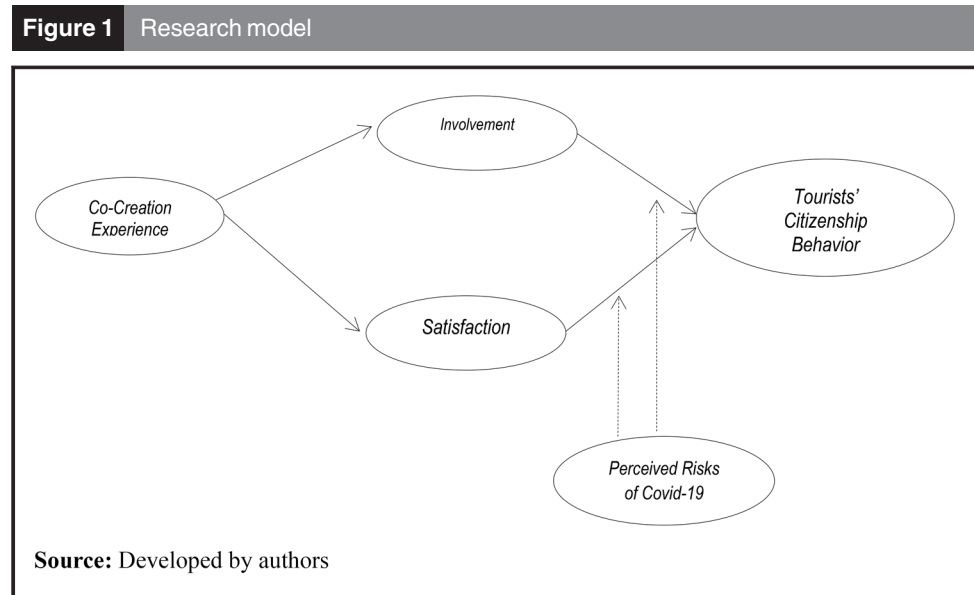 Figure 1 Research model
Involvement
Co-Creation
Experience
Tourists'
Citizenship
Behavior
Satisfaction
Perceived Risks
of Covid-19
Source: Developed by authors